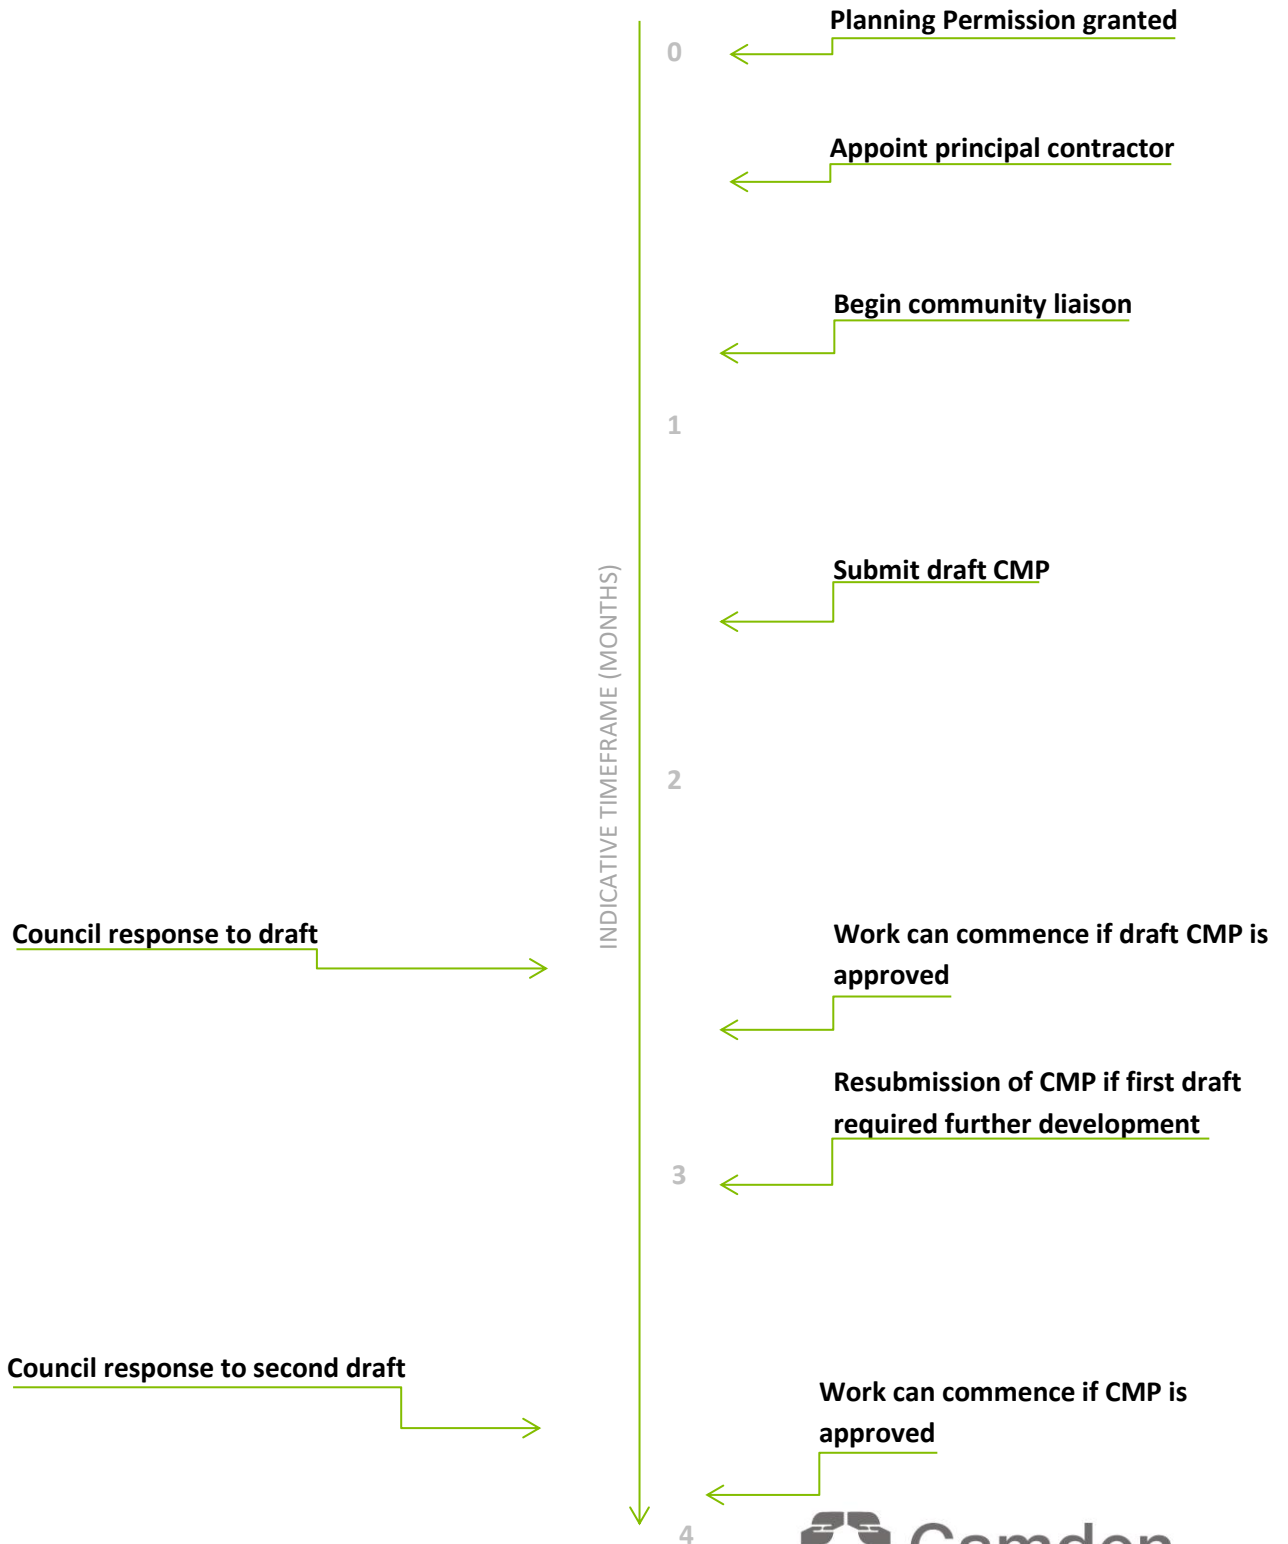 Planning Permission granted
0
Appoint principal contractor
Begin community liaison
1
Submit draft CMP
INDICATIVE TIMEFRAME (MONTHS)
2
Council response to draft
Work can commence if draft CMP is
approved
Resubmission of CMP if first draft
required further development
3
Council response to second draft
Work can commence if CMP is
approved
4
Camden